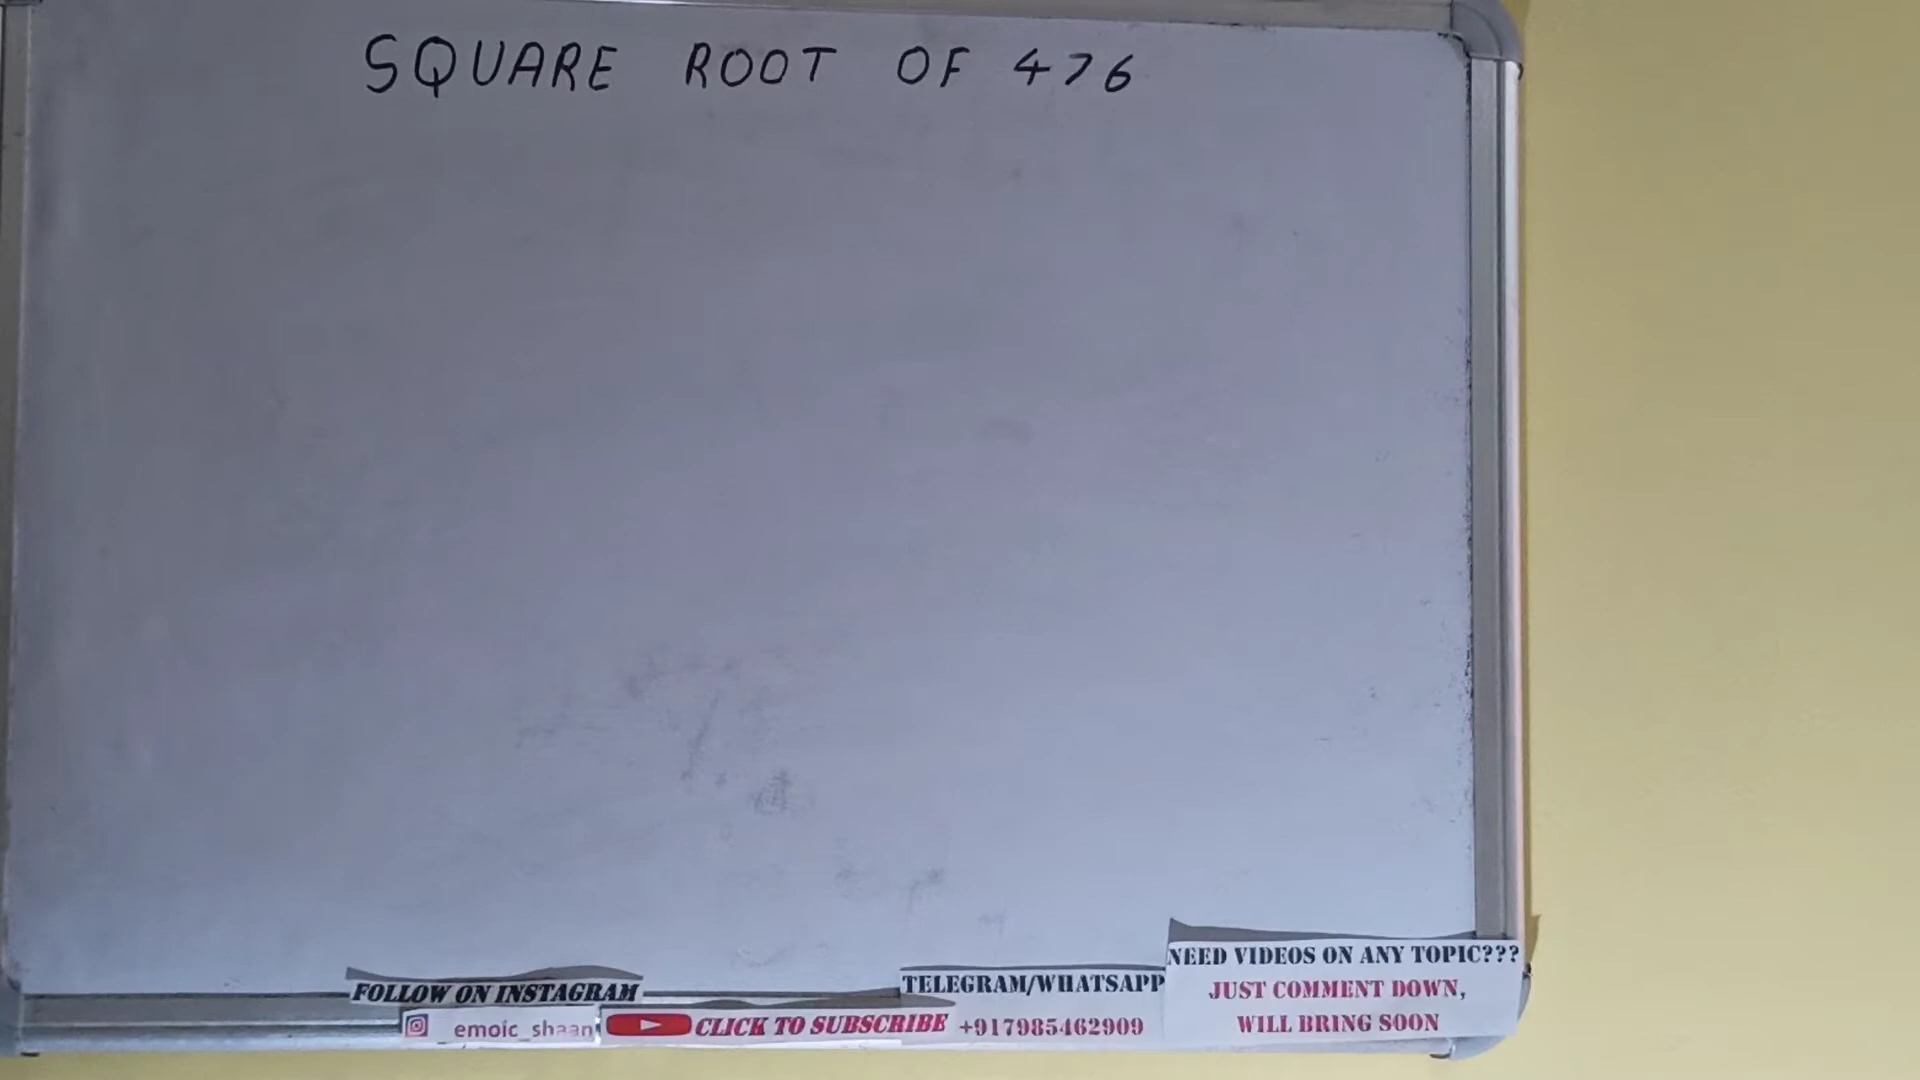 SQUARE ROOT OF 476
NEED VIDEOS ON ANY TOPIC???
JUST COMMENT DOWN,
WILL BRING SOON
TELEGRAM/WHATSAPP
+917985462909
FOLLOW ON INSTAGRAM
_emoic_shaan
CLICK TO SUBSCRIBE